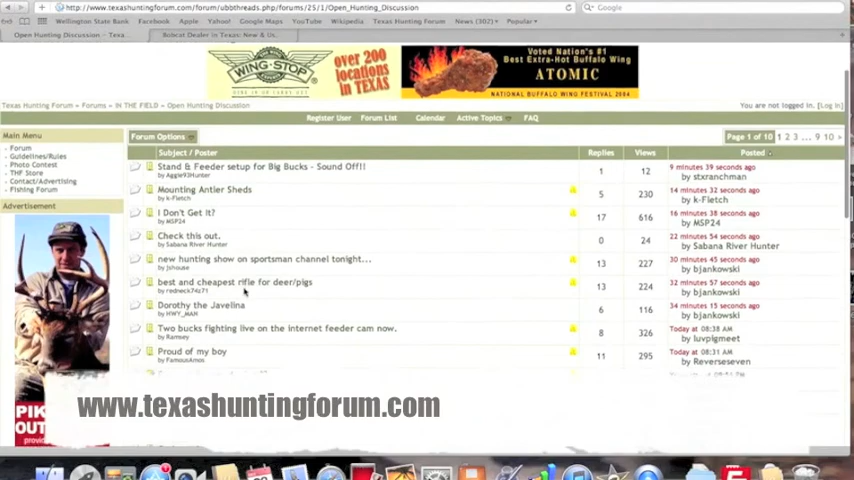 http://www.texashuntingforum.com/forum/ubbthreads.php/forums/25/1/Open_Hunting_Discussion
Google
Wellington State Bank Facebook Apple Yahoo! Google Maps YouTube Wikipedia Texas Hunting Forum News (302) Popular
Open Hunting Discussion - Texa... Bobcat Dealer in Texas: New & Us...
WING-STOP
over 200 locations in TEXAS
Voted Nation's #1
Best Extra-Hot Buffalo Wing
ATOMIC
NATIONAL BUFFALO WING FESTIVAL 2004
Texas Hunting Forum » Forums » IN THE FIELD » Open Hunting Discussion
You are not logged in. [Log in]
Register User Forum List Calendar Active Topics FAQ
Main Menu
Forum
Guidelines/Rules
Photo Contest
THF Store
Contact/Advertising
Fishing Forum
Advertisement
Forum Options
Page 1 of 10 1 2 3 ... 9 10 >
Subject / Poster Replies Views Posted
Stand & Feeder setup for Big Bucks - Sound Off!! 1 12 9 minutes 39 seconds ago
by Aggie93Hunter by stxranchman
Mounting Antler Sheds 5 230 14 minutes 32 seconds ago
by k-Fletch by k-Fletch
I Don't Get It? 17 616 16 minutes 38 seconds ago
by MSP24 by MSP24
Check this out. 0 24 22 minutes 54 seconds ago
by Sabana River Hunter by Sabana River Hunter
new hunting show on sportsman channel tonight... 13 227 30 minutes 45 seconds ago
by jshouse by bjankowski
best and cheapest rifle for deer/pigs 13 224 32 minutes 57 seconds ago
by redneck7421 by bjankowski
Dorothy the Javelina 6 116 34 minutes 15 seconds ago
by HWY_MAN by bjankowski
Two bucks fighting live on the internet feeder cam now. 8 326 Today at 08:38 AM
by Ramsey by luvpigmeet
Proud of my boy 11 295 Today at 08:31 AM
by FamousAmos by Reverseseven
PIK
OUT
www.texashuntingforum.com